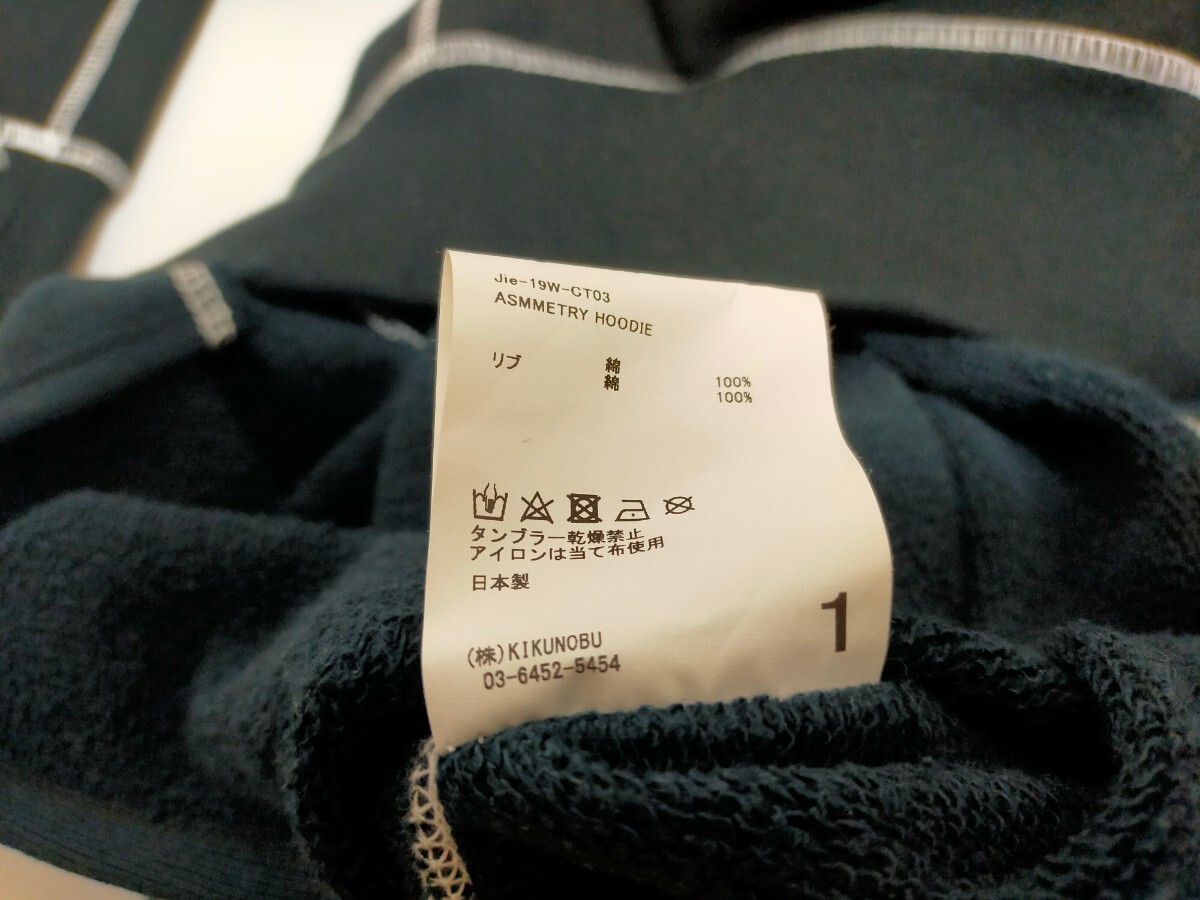 Jie-19W-CT03
ASMMETRY HOODIE
綿 100%
リブ 綿 100%
タンブラー乾燥禁止
アイロンは当て布使用
日本製
1
(株)KIKUNOBU
03-6452-5454